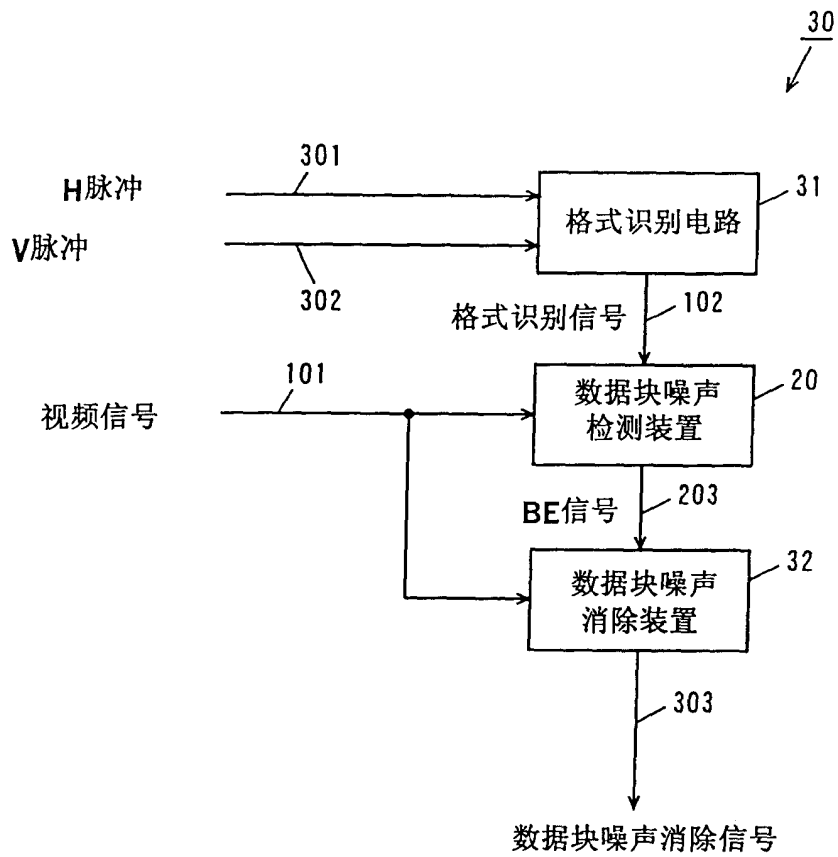 30
301
H脉冲
31
格式识别电路
V脉冲
302
格式识别信号
102
101
视频信号
数据块噪声
检测装置
20
BE信号
203
数据块噪声
消除装置
32
303
数据块噪声消除信号